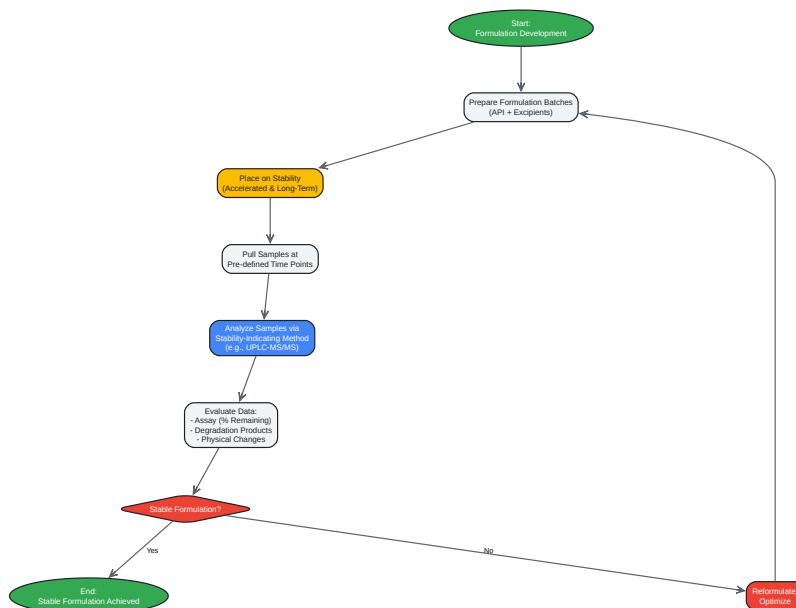 Start:
Formulation Development
Prepare Formulation Batches
(API + Excipients)
Place on Stability
(Accelerated & Long-Term)
Pull Samples at
Pre-defined Time Points
Analyze Samples via
Stability-Indicating Method
(e.g., UPLC-MS/MS)
Evaluate Data:
- Assay (% Remaining)
- Degradation Products
- Physical Changes
Stable Formulation?
Yes
No
End:
Stable Formulation Achieved
Reformulate
Optimize